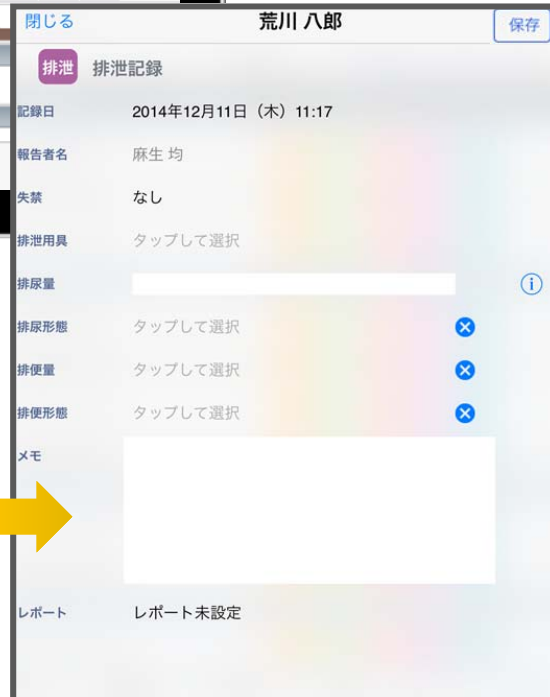 閉じる 荒川 八郎 保存
排泄 排泄記録
記録日 2014年12月11日（木）11:17
報告者名 麻生 均
失禁 なし
排泄用具 タップして選択
排尿量
排尿形態 タップして選択
排便量 タップして選択
排便形態 タップして選択
メモ
レポート レポート未設定